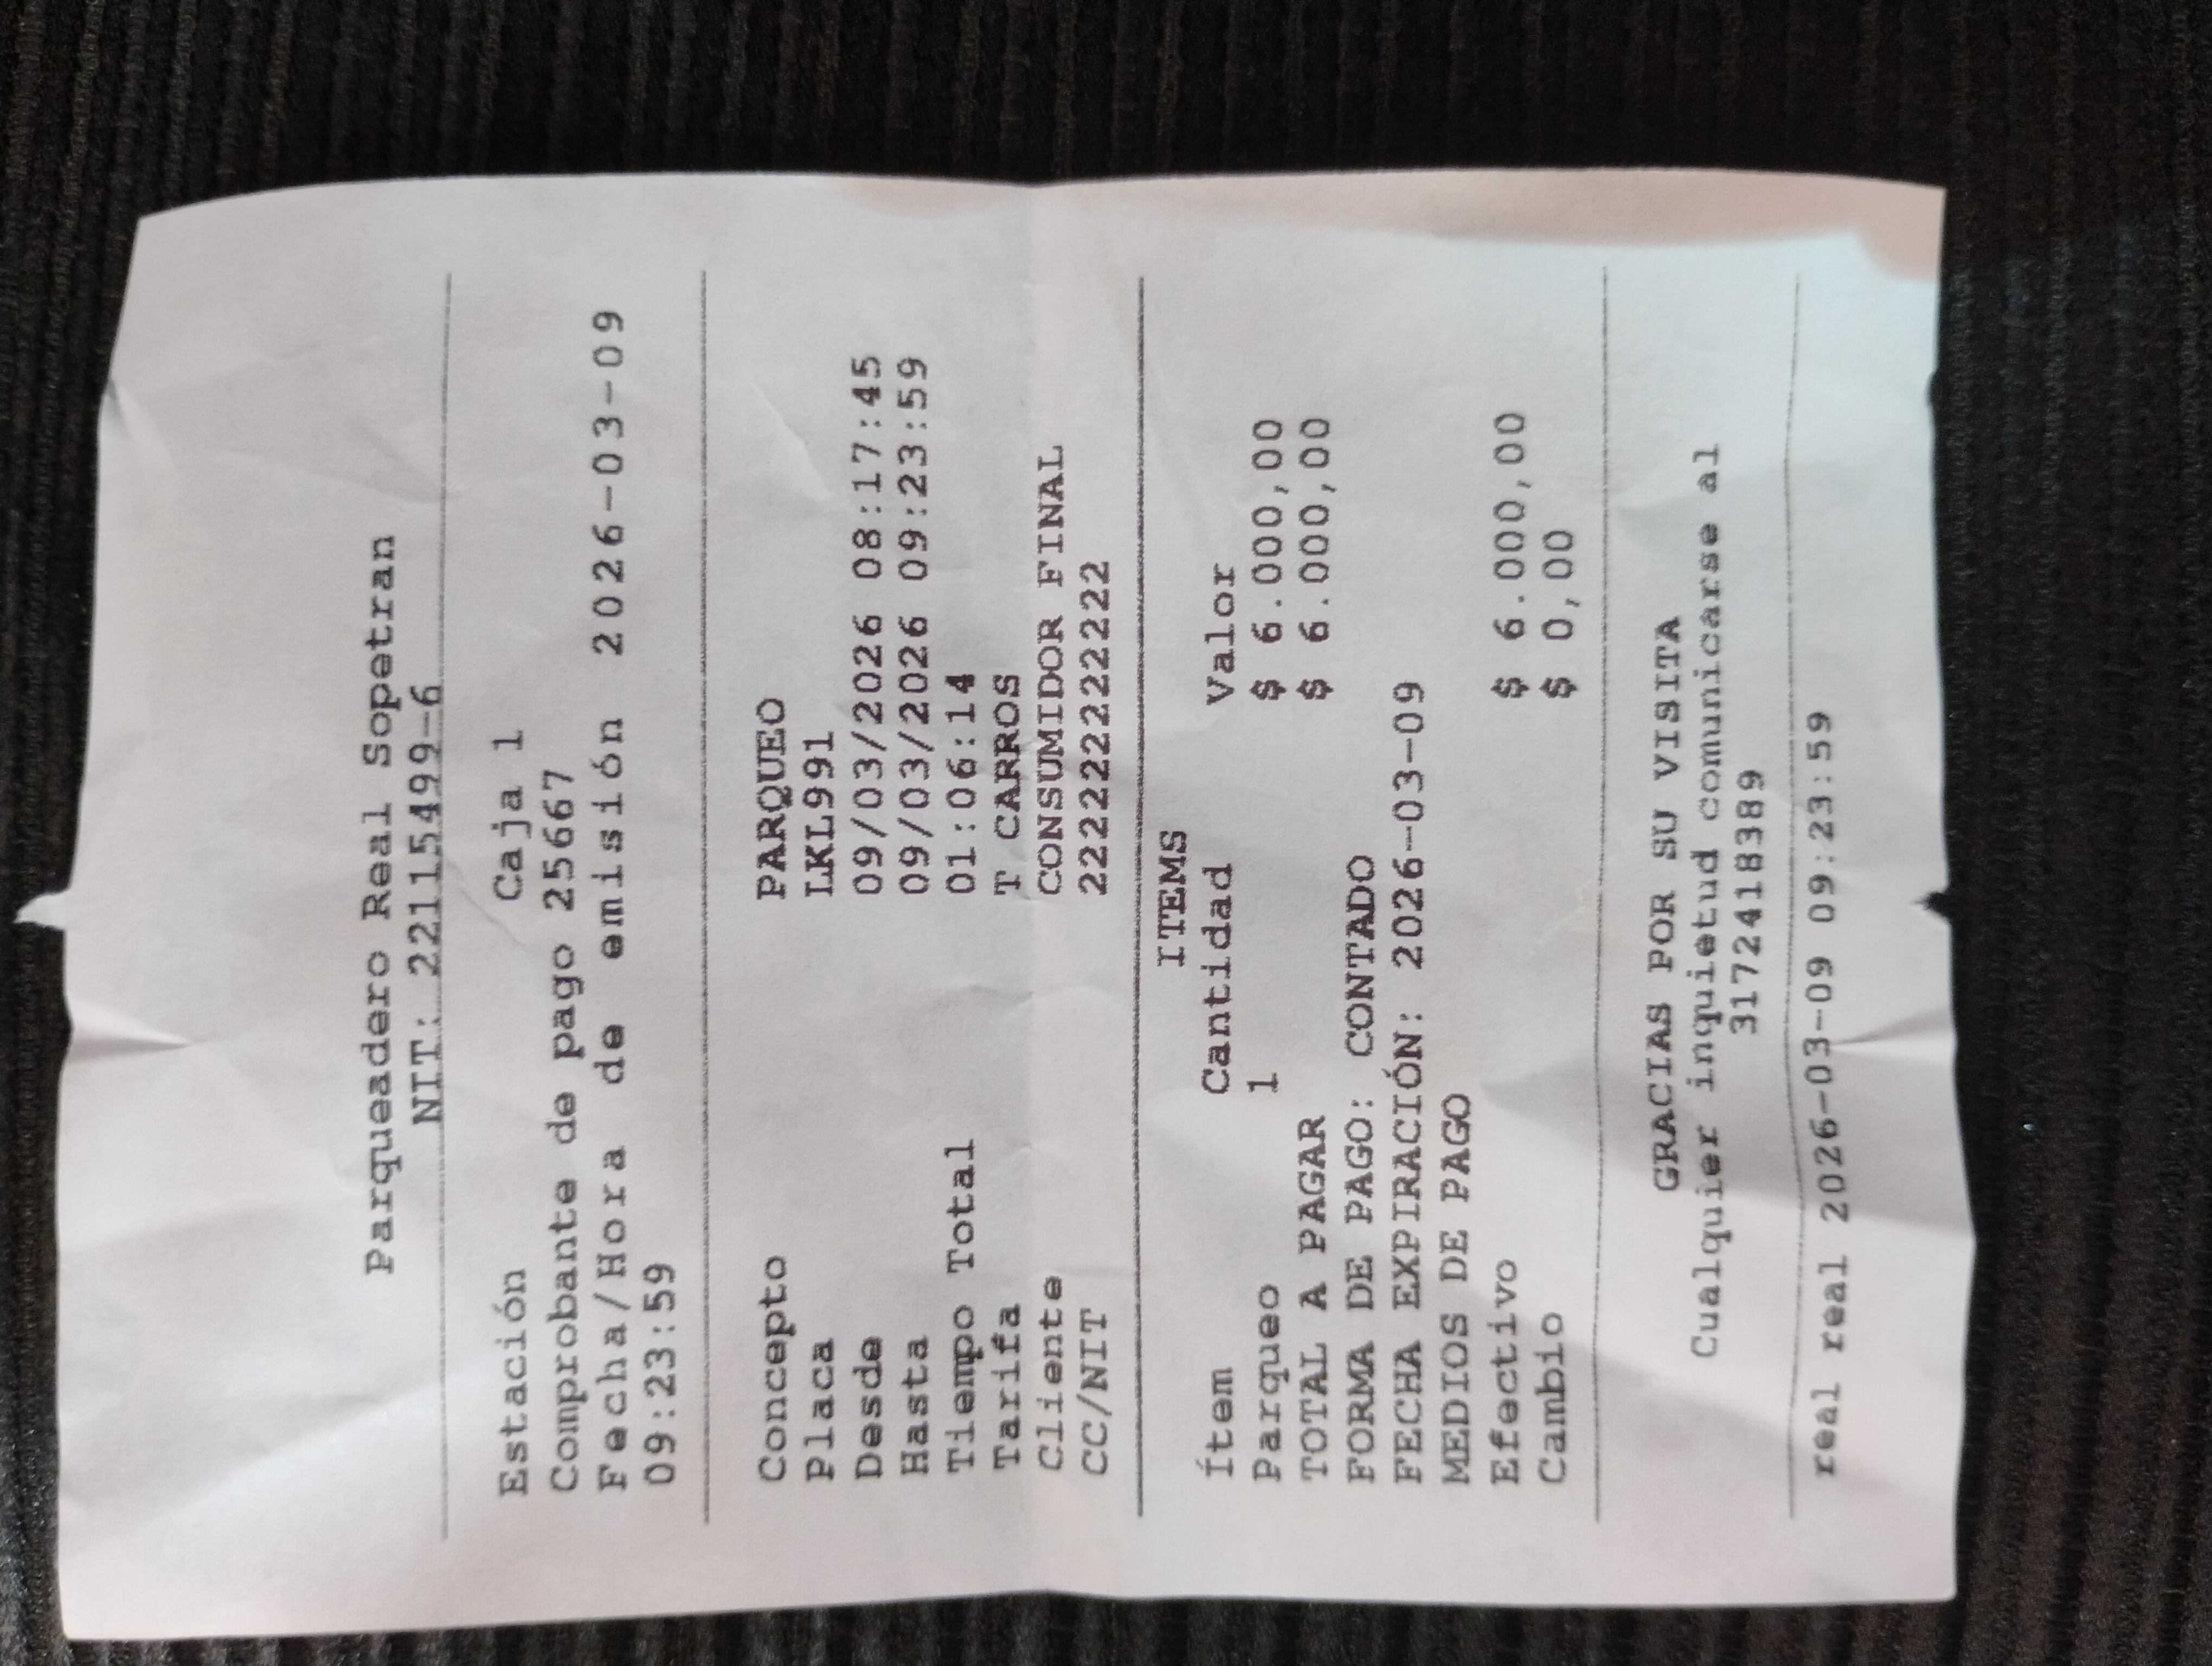 Parqueadero Real Sopetran
NIT: 22115499-6
Estación Caja 1
Comprobante de pago 25667
Fecha/Hora de emisión 2026-03-09
09:23:59
Concepto PARQUEO
Placa LKL991
Desde 09/03/2026 08:17:45
Hasta 09/03/2026 09:23:59
Tiempo Total 01:06:14
Tarifa T CARROS
Cliente CONSUMIDOR FINAL
CC/NIT 222222222222
ITEMS
Ítem Cantidad Valor
Parqueo 1 $ 6.000,00
TOTAL A PAGAR $ 6.000,00
FORMA DE PAGO: CONTADO
FECHA EXPIRACIÓN: 2026-03-09
MEDIOS DE PAGO
Efectivo $ 6.000,00
Cambio $ 0,00
GRACIAS POR SU VISITA
Cualquier inquietud comunicarse al
3172418389
real real 2026-03-09 09:23:59